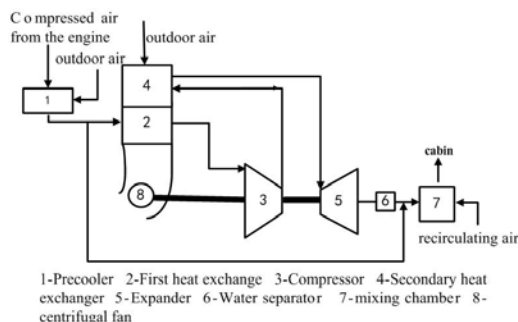 Compressed air
from the engine
outdoor air
outdoor air
1
4
2
8
3
5
6
7
cabin
recirculating air
1-Precooler 2-First heat exchange 3-Compressor 4-Secondary heat
exchanger 5-Expander 6-Water separator 7-mixing chamber 8-
centrifugal fan